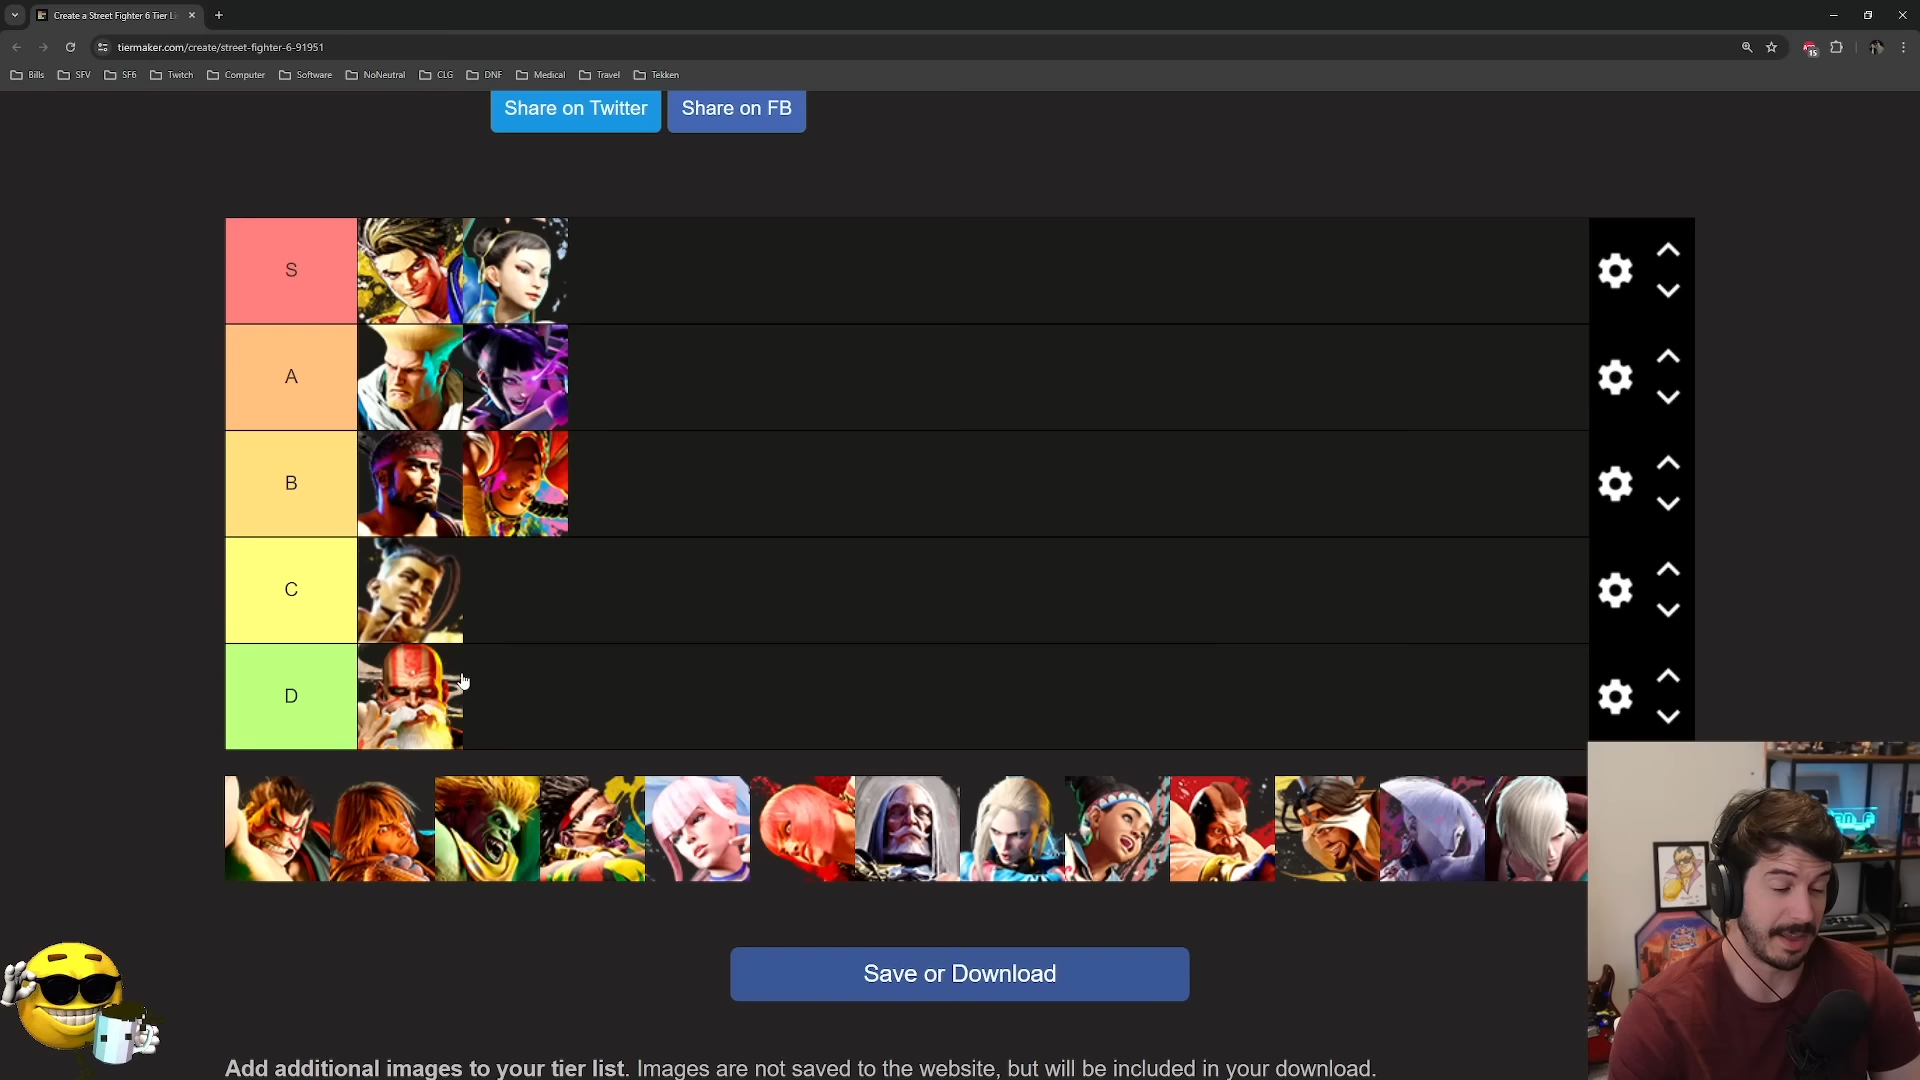 Create a Street Fighter 6 Tier Li
tiermaker.com/create/street-fighter-6-91951
15
Bills SFV SF6 Twitch Computer Software NoNeutral CLG DNF Medical Travel Tekken
Share on Twitter Share on FB
S
A
B
C
D
Save or Download
Add additional images to your tier list. Images are not saved to the website, but will be included in your download.